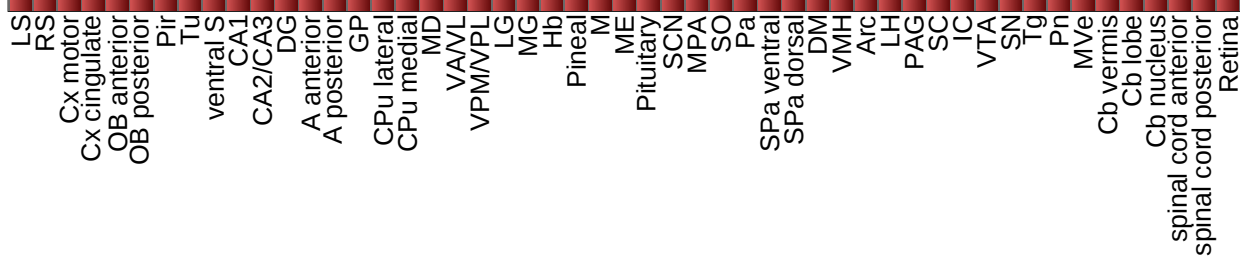 LS
RS
Cx motor
Cx cingulate
OB anterior
OB posterior
Pir
Tu
ventral S
CA1
CA2/CA3
DG
A anterior
A posterior
GP
CPu lateral
CPu medial
MD
VA/VL
VPM/VPL
LG
MG
Hb
Pineal
M
ME
Pituitary
SCN
MPA
SO
Pa
SPa ventral
SPa dorsal
DM
VMH
Arc
LH
PAG
SC
IC
VTA
SN
Tg
Pn
MVe
Cb vermis
Cb lobe
Cb nucleus
spinal cord anterior
spinal cord posterior
Retina